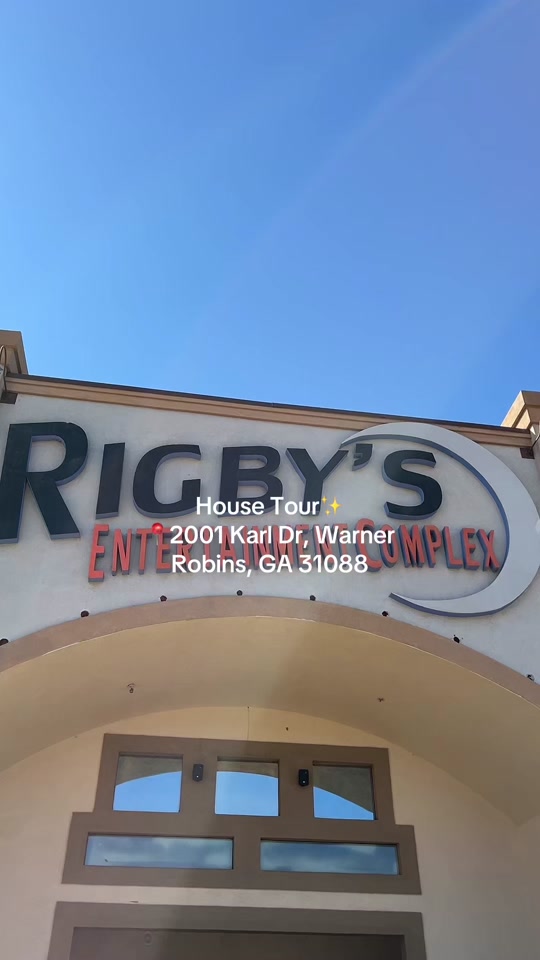 RIGBY'S
ENTERTAINMENT COMPLEX
House Tour✨
📍2001 Karl Dr, Warner
Robins, GA 31088